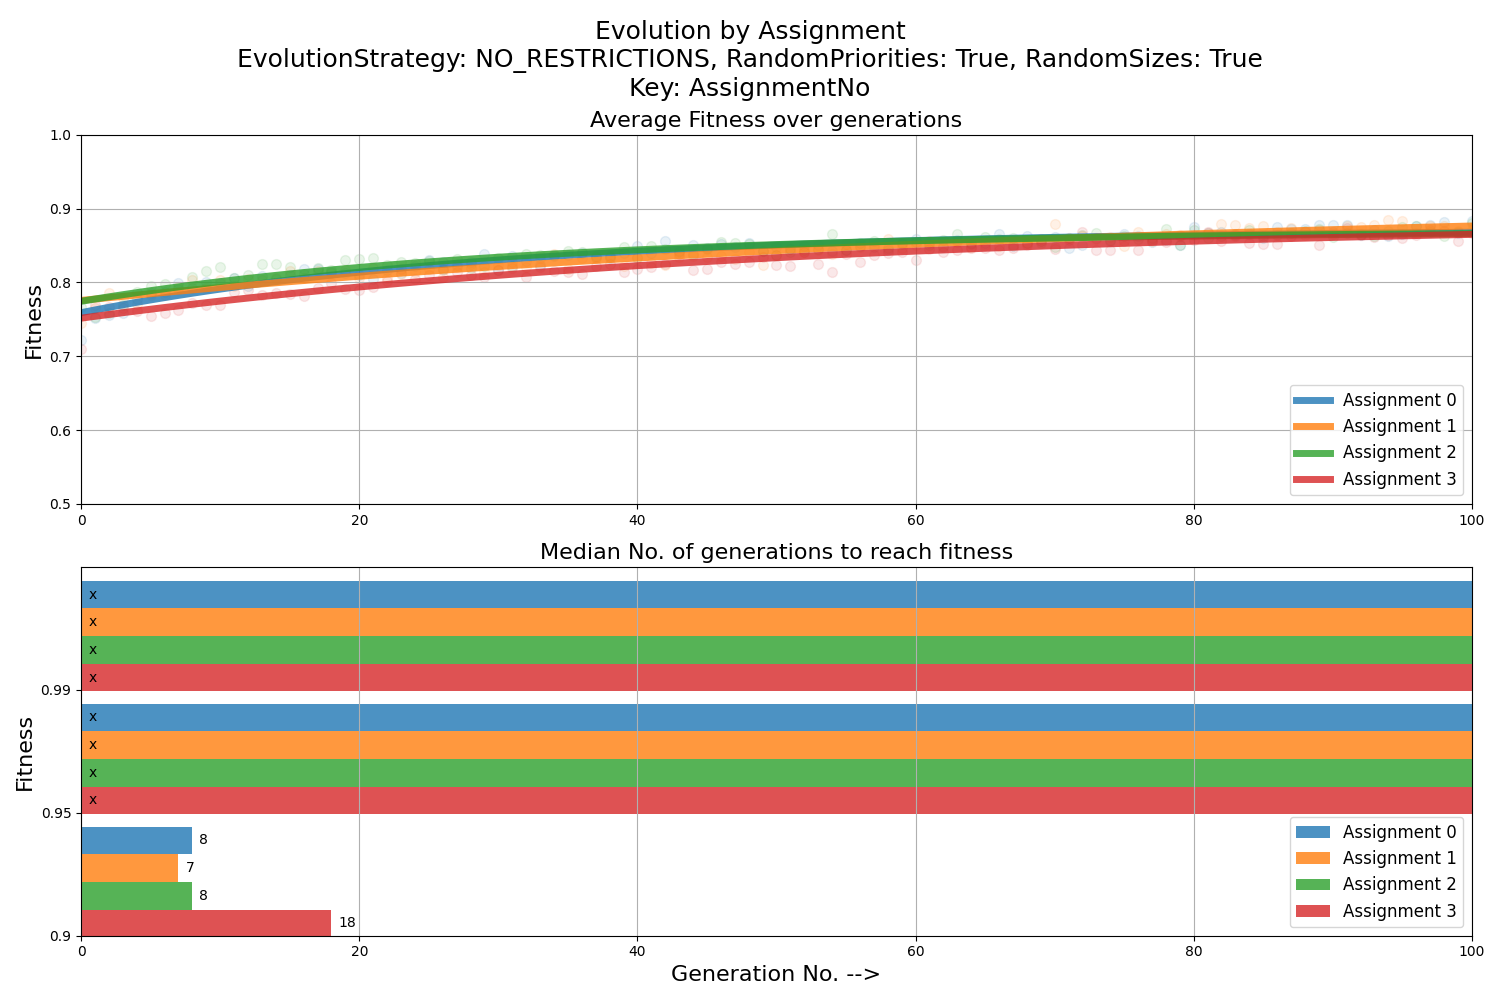 Evolution by Assignment
EvolutionStrategy: NO_RESTRICTIONS, RandomPriorities: True, RandomSizes: True
Key: AssignmentNo
Average Fitness over generations
1.0
0.9
0.8
0.7
0.6
0.5
Fitness
0 20 40 60 80 100
Assignment 0
Assignment 1
Assignment 2
Assignment 3
Median No. of generations to reach fitness
x
x
x
x
0.99
x
x
x
x
0.95
8
7
8
18
0.9
Fitness
Assignment 0
Assignment 1
Assignment 2
Assignment 3
0 20 40 60 80 100
Generation No. -->